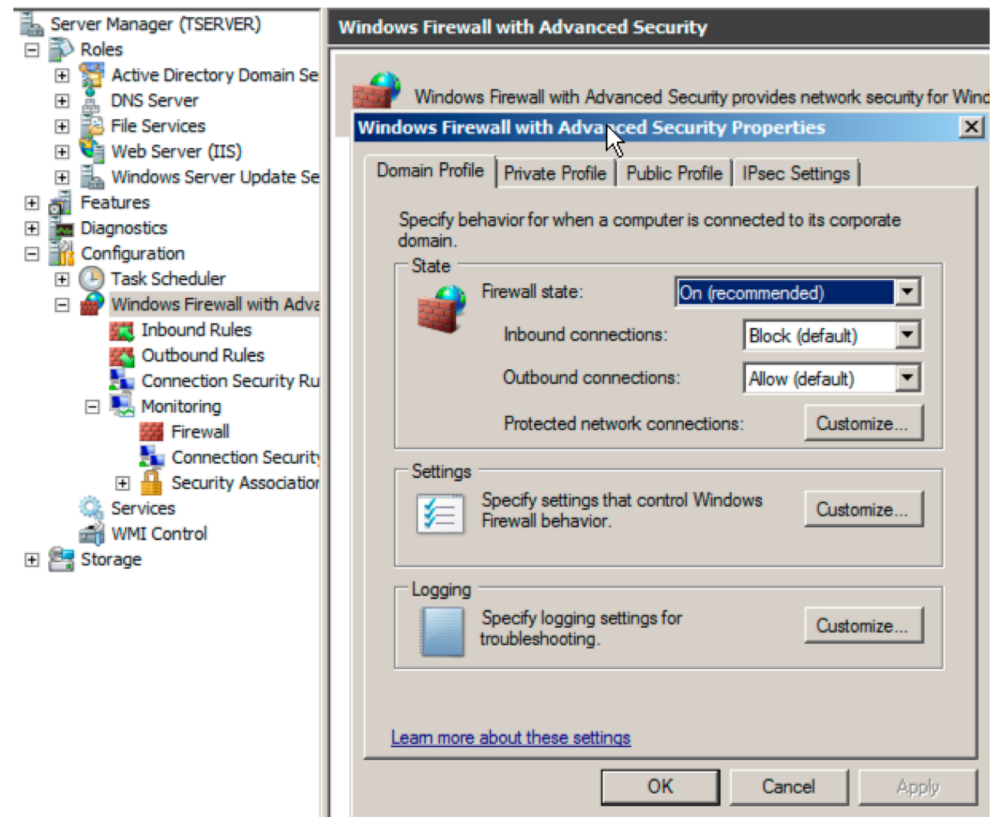 Server Manager (TSERVER)
Roles
Active Directory Domain Se
DNS Server
File Services
Web Server (IIS)
Windows Server Update Se
Features
Diagnostics
Configuration
Task Scheduler
Windows Firewall with Adva
Inbound Rules
Outbound Rules
Connection Security Ru
Monitoring
Firewall
Connection Security
Security Association
Services
WMI Control
Storage
Windows Firewall with Advanced Security
Windows Firewall with Advanced Security provides network security for Wind
Windows Firewall with Advanced Security Properties
Domain Profile Private Profile Public Profile IPsec Settings
Specify behavior for when a computer is connected to its corporate
domain.
State
Firewall state: On (recommended)
Inbound connections: Block (default)
Outbound connections: Allow (default)
Protected network connections: Customize...
Settings
Specify settings that control Windows
Firewall behavior.
Customize...
Logging
Specify logging settings for
troubleshooting.
Customize...
Learn more about these settings
OK Cancel Apply